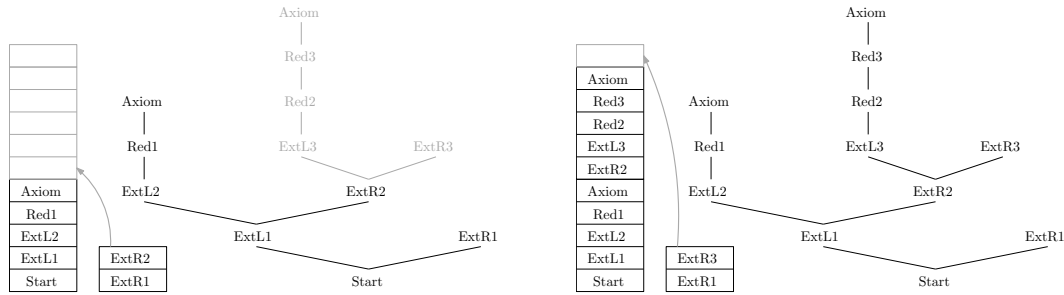 Axiom
Red3
Red2
ExtL3 ExtR3
Axiom
Red1
ExtL2 ExtR2
ExtL1 ExtR1
Start
Axiom
Red1
ExtL2
ExtL1
Start
ExtR2
ExtR1
Axiom
Red3
Red2
ExtL3 ExtR3
Axiom
Red1
ExtL2 ExtR2
ExtL1 ExtR1
Start
Axiom
Red3
Red2
ExtL3
ExtR2
Axiom
Red1
ExtL2
ExtL1
Start
ExtR3
ExtR1